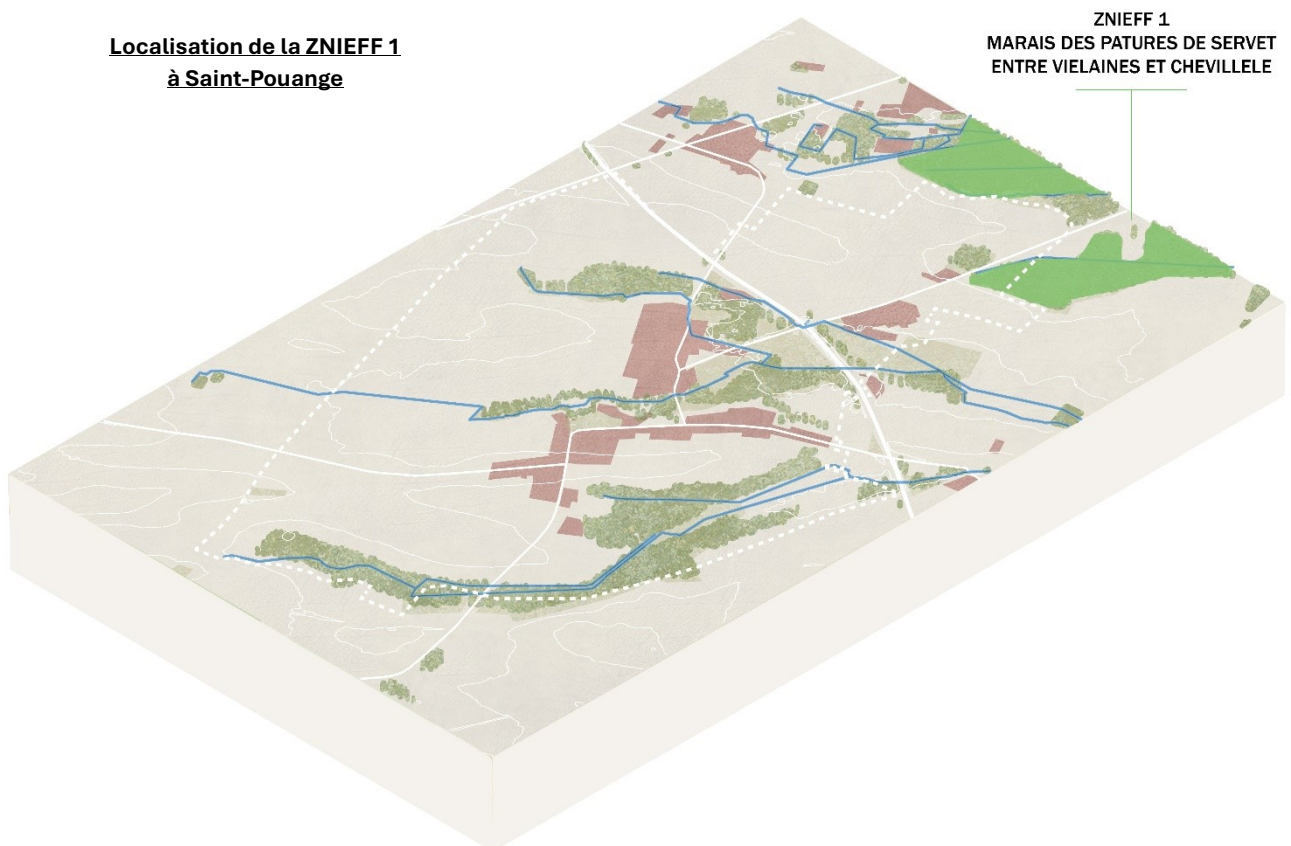 Localisation de la ZNIEFF 1
à Saint-Pouange
ZNIEFF 1
MARAIS DES PATURES DE SERVET
ENTRE VIELAINES ET CHEVILLELE